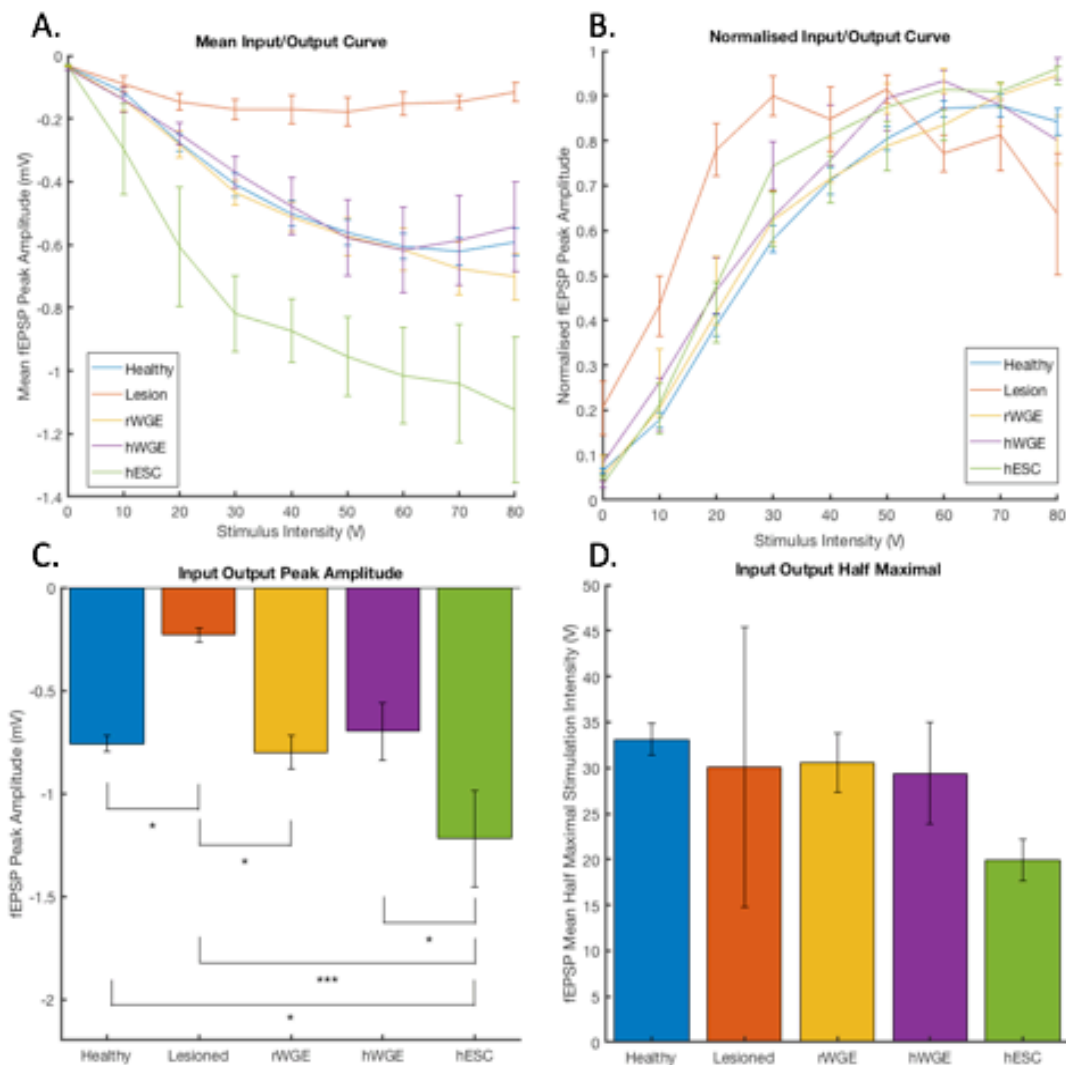 A.
Mean Input/Output Curve
Mean fEPSP Peak Amplitude (mV)
0
-0.2
-0.4
-0.6
-0.8
-1
-1.2
-1.4
Healthy
Lesion
rWGE
hWGE
hESC
0 10 20 30 40 50 60 70 80
Stimulus Intensity (V)
B.
Normalised Input/Output Curve
Normalised fEPSP Peak Amplitude
1
0.9
0.8
0.7
0.6
0.5
0.4
0.3
0.2
0.1
0
Healthy
Lesion
rWGE
hWGE
hESC
0 10 20 30 40 50 60 70 80
Stimulus Intensity (V)
C.
Input Output Peak Amplitude
fEPSP Peak Amplitude (mV)
0
-0.5
-1
-1.5
-2
*
*
*
***
*
Healthy Lesioned rWGE hWGE hESC
D.
Input Output Half Maximal
fEPSP Mean Half Maximal Stimulation Intensity (V)
50
45
40
35
30
25
20
15
10
5
0
Healthy Lesioned rWGE hWGE hESC